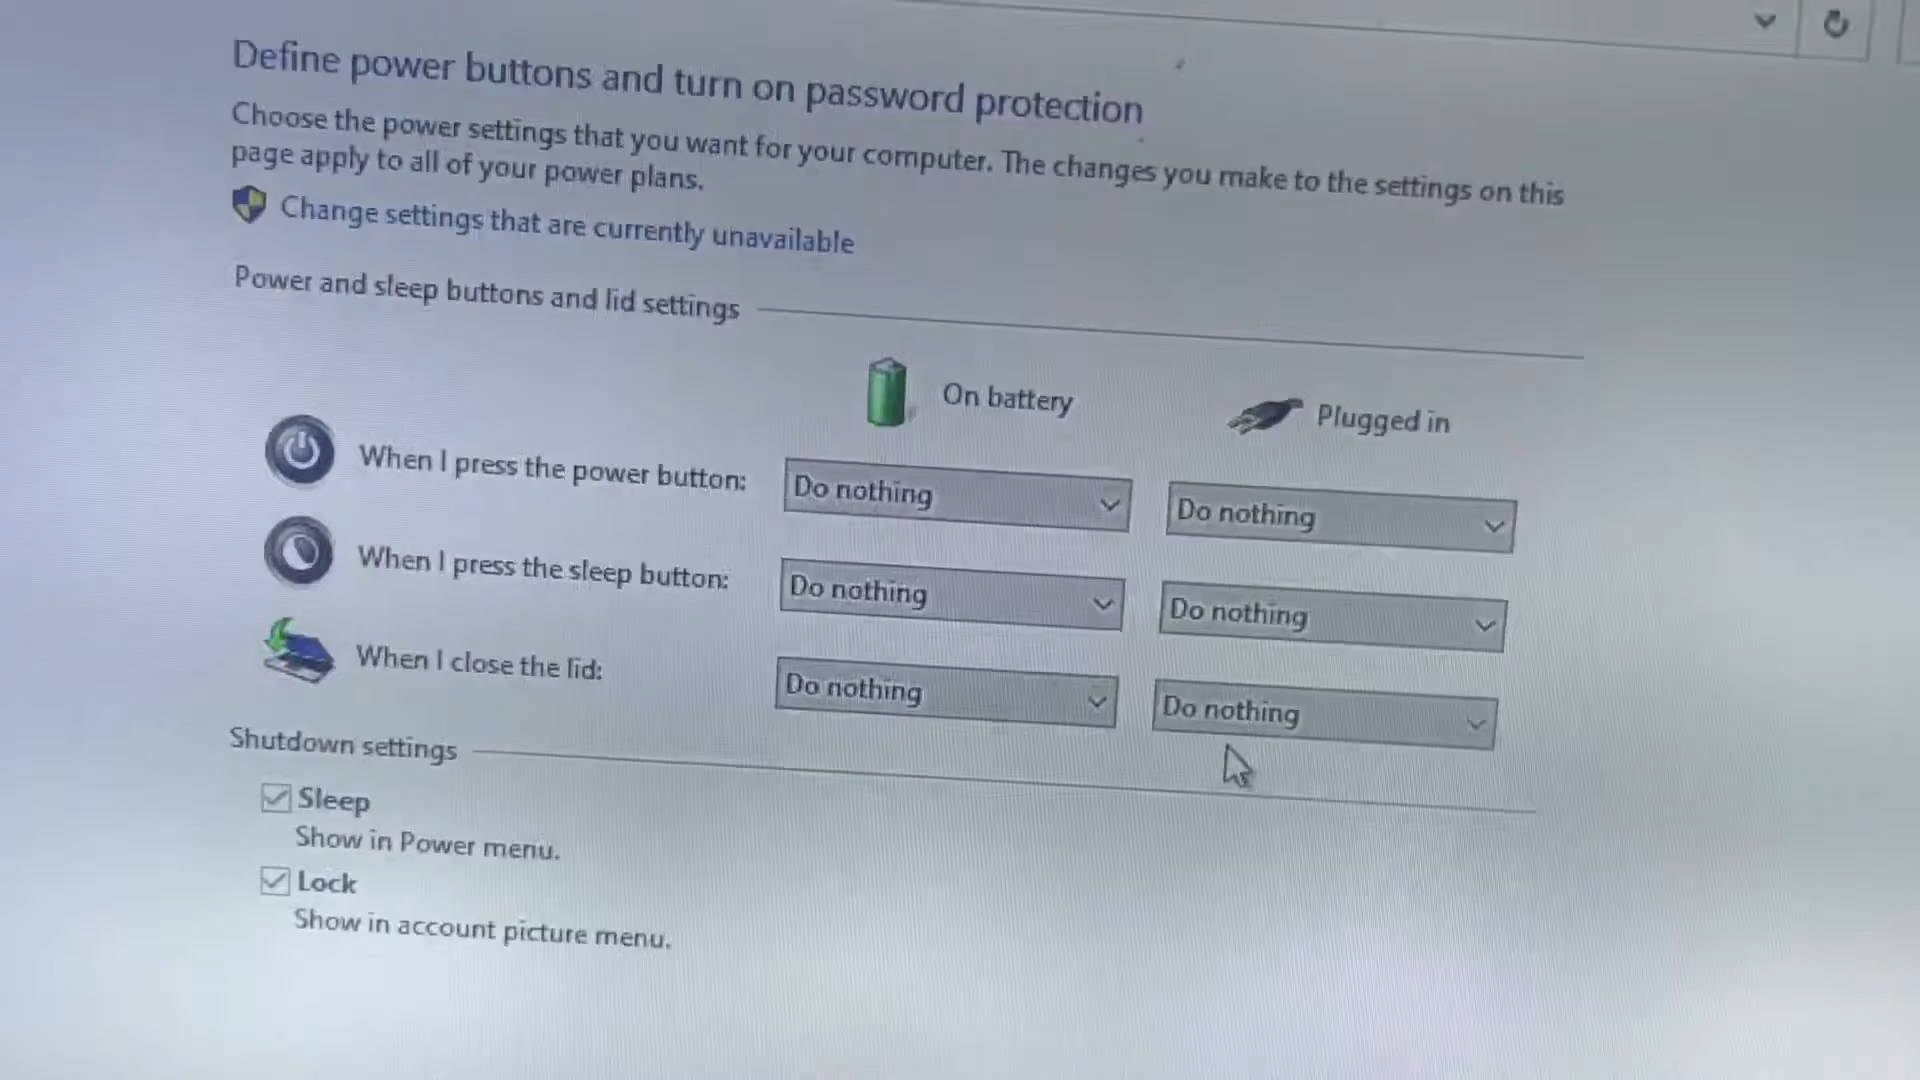 Define power buttons and turn on password protection
Choose the power settings that you want for your computer. The changes you make to the settings on this
page apply to all of your power plans.
Change settings that are currently unavailable
Power and sleep buttons and lid settings
On battery
Plugged in
When I press the power button:
Do nothing
Do nothing
When I press the sleep button:
Do nothing
Do nothing
When I close the lid:
Do nothing
Do nothing
Shutdown settings
Sleep
Show in Power menu.
Lock
Show in account picture menu.